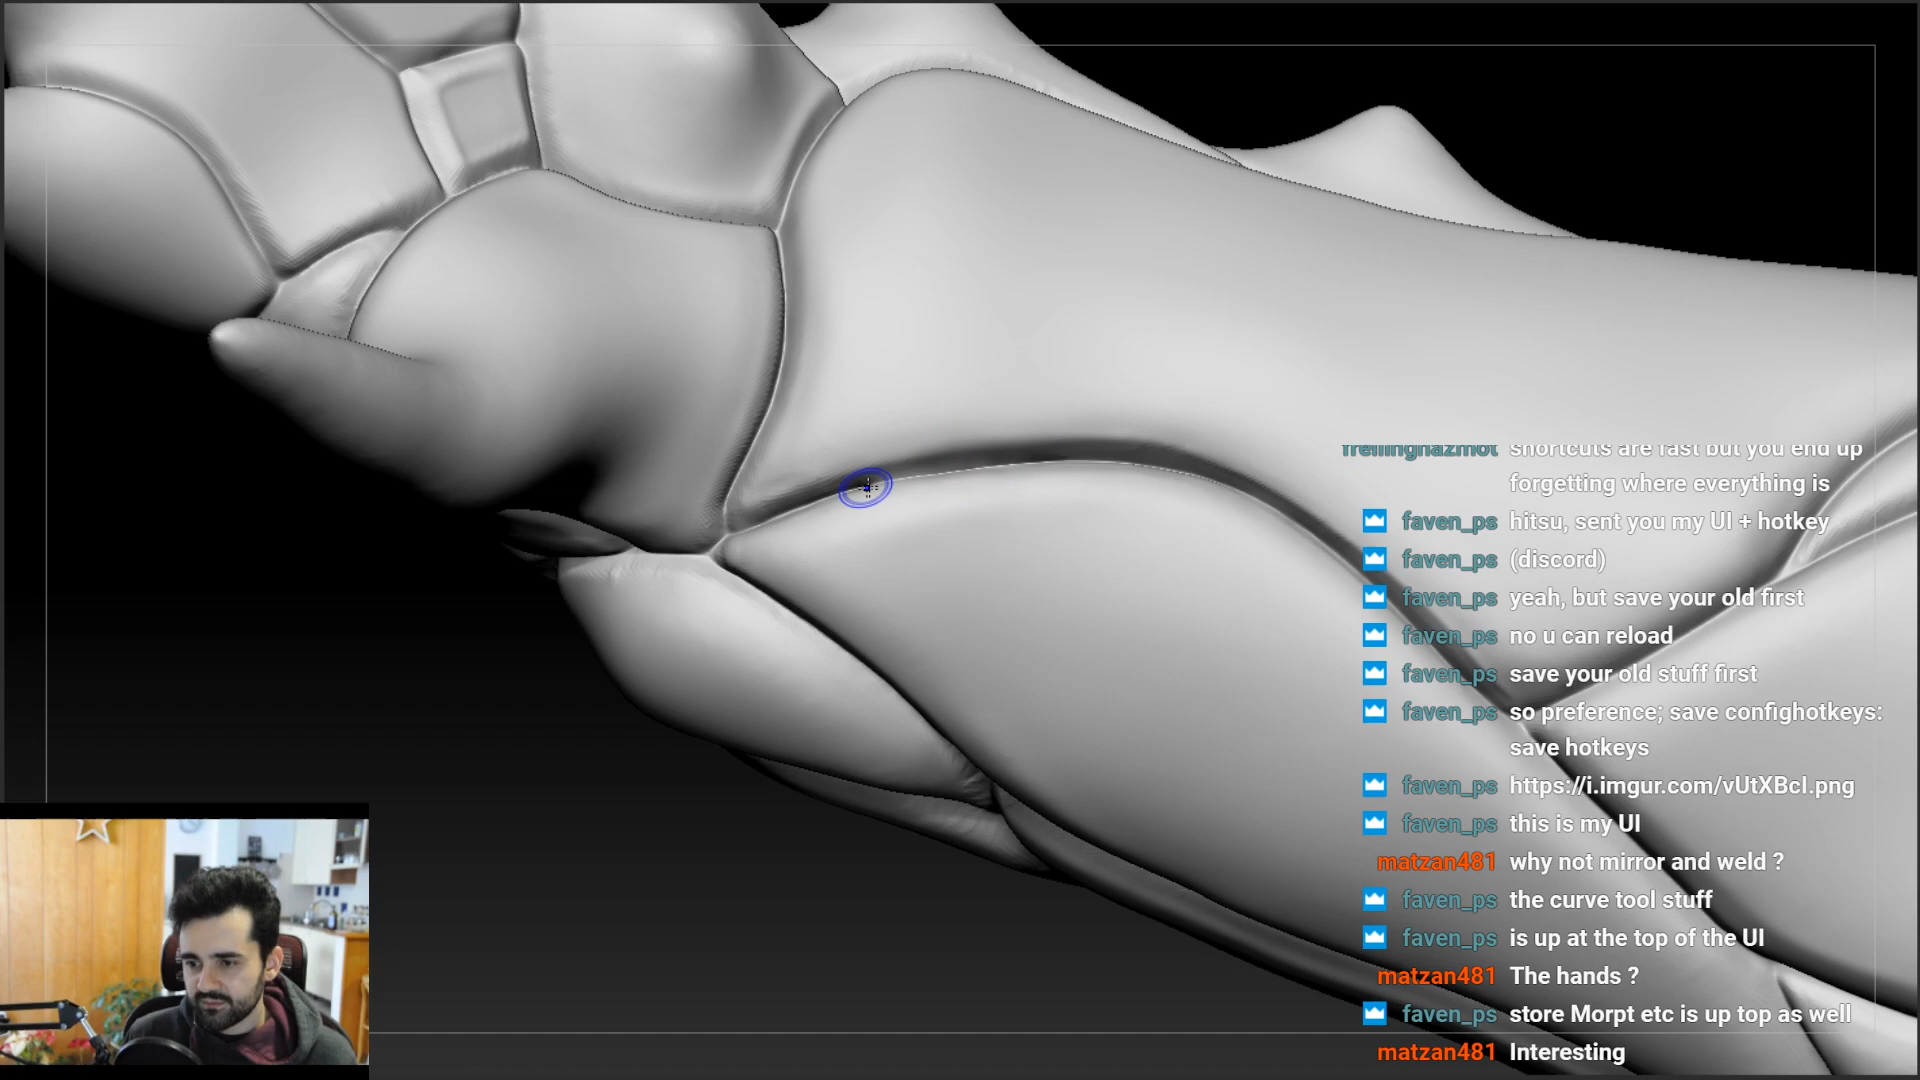 shortcuts are fast but you end up
forgetting where everything is
faven_ps hitsu, sent you my UI + hotkey
faven_ps (discord)
faven_ps yeah, but save your old first
faven_ps no u can reload
faven_ps save your old stuff first
faven_ps so preference; save confighotkeys:
save hotkeys
faven_ps https://i.imgur.com/vUtXBcI.png
faven_ps this is my UI
matzan481 why not mirror and weld ?
faven_ps the curve tool stuff
faven_ps is up at the top of the UI
matzan481 The hands ?
faven_ps store Morpt etc is up top as well
matzan481 Interesting